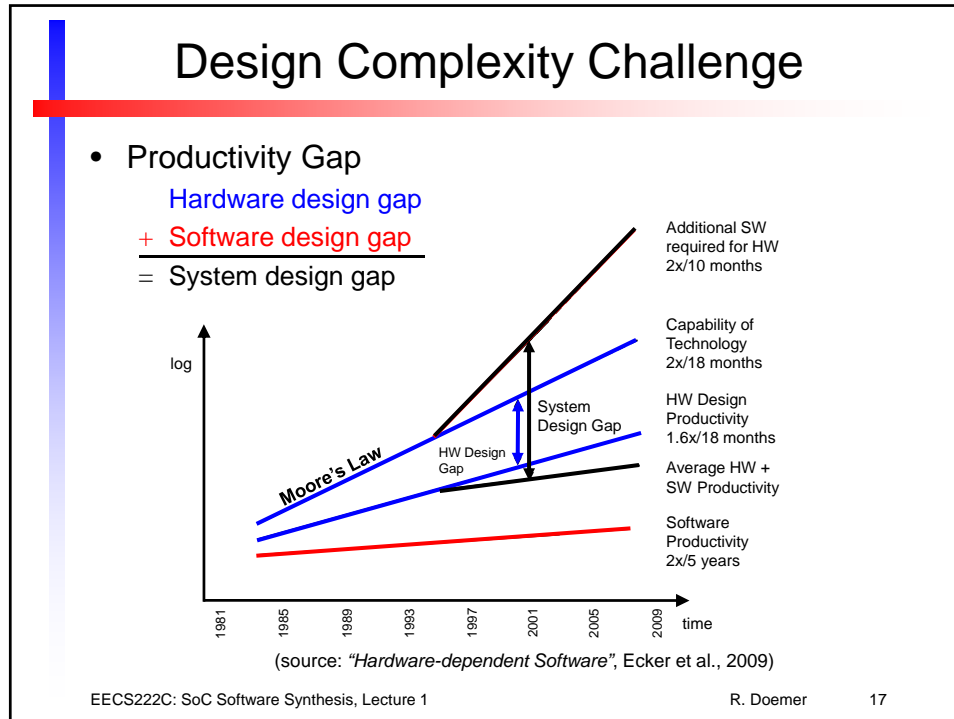 Design Complexity Challenge
• Productivity Gap
Hardware design gap
+ Software design gap
= System design gap
Additional SW
required for HW
2x/10 months
Capability of
Technology
2x/18 months
HW Design
Productivity
1.6x/18 months
Average HW +
SW Productivity
Software
Productivity
2x/5 years
log
Moore's Law
System
Design Gap
HW Design
Gap
1981
1985
1989
1993
1997
2001
2005
2009
time
(source: "Hardware-dependent Software", Ecker et al., 2009)
EECS222C: SoC Software Synthesis, Lecture 1
R. Doemer
17